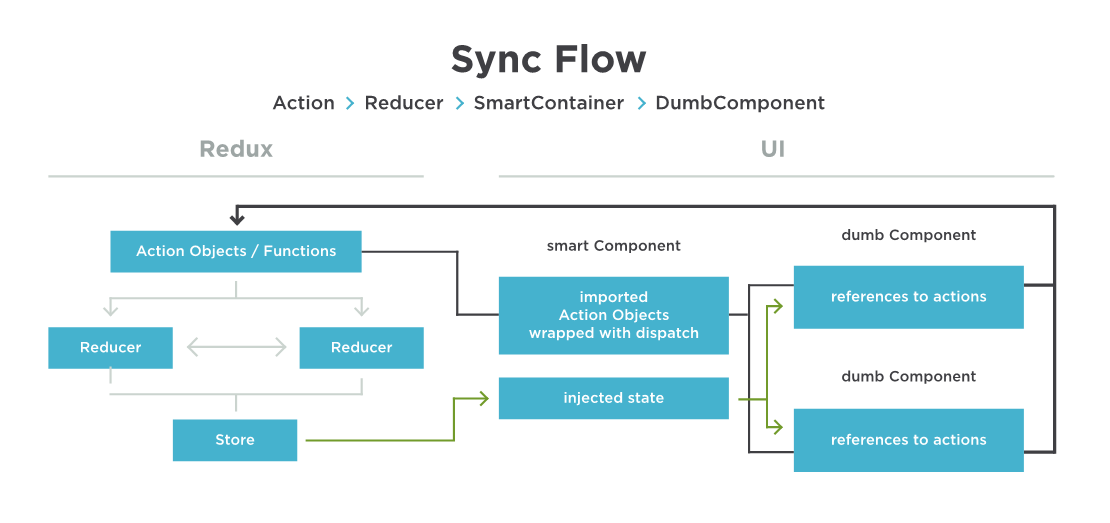 Sync Flow
Action > Reducer > SmartContainer > DumbComponent
Redux
UI
Action Objects / Functions
Reducer
Reducer
Store
smart Component
imported
Action Objects
wrapped with dispatch
injected state
dumb Component
references to actions
dumb Component
references to actions